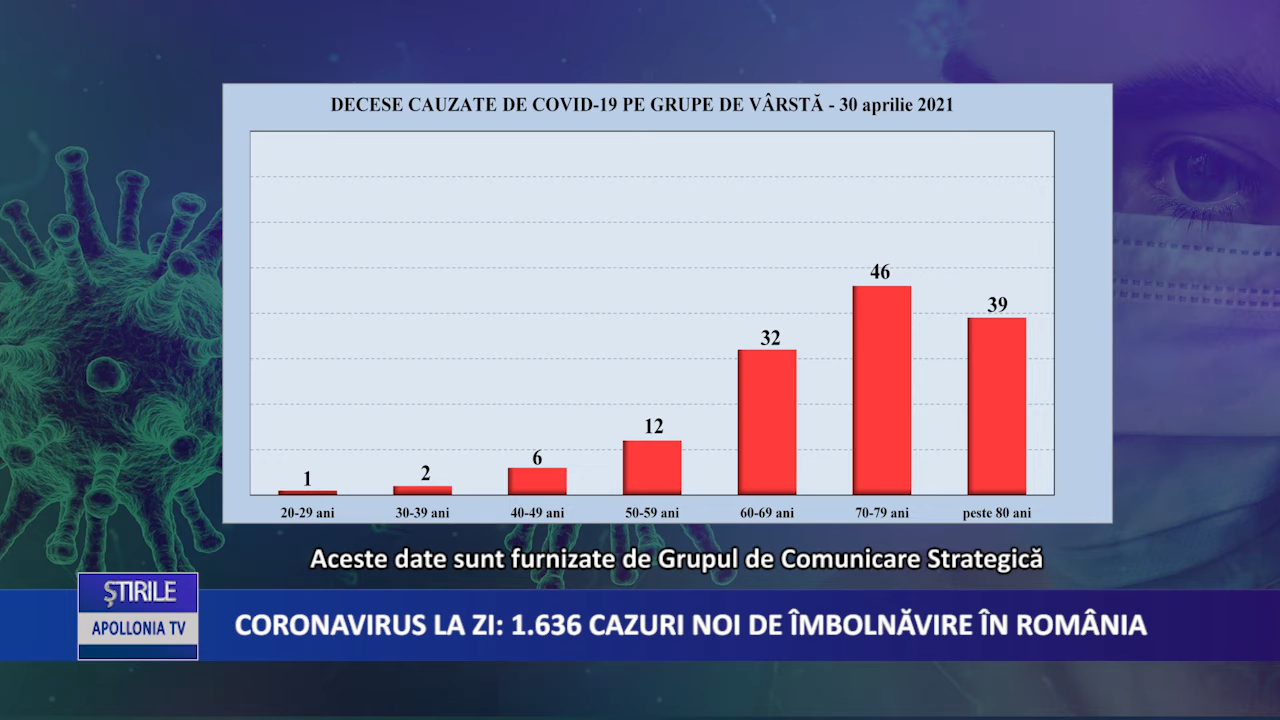 DECESE CAUZATE DE COVID-19 PE GRUPE DE VÂRSTĂ - 30 aprilie 2021
1
2
6
12
32
46
39
20-29 ani
30-39 ani
40-49 ani
50-59 ani
60-69 ani
70-79 ani
peste 80 ani
Aceste date sunt furnizate de Grupul de Comunicare Strategică
ŞTIRILE
APOLLONIA TV
CORONAVIRUS LA ZI: 1.636 CAZURI NOI DE ÎMBOLNĂVIRE ÎN ROMÂNIA